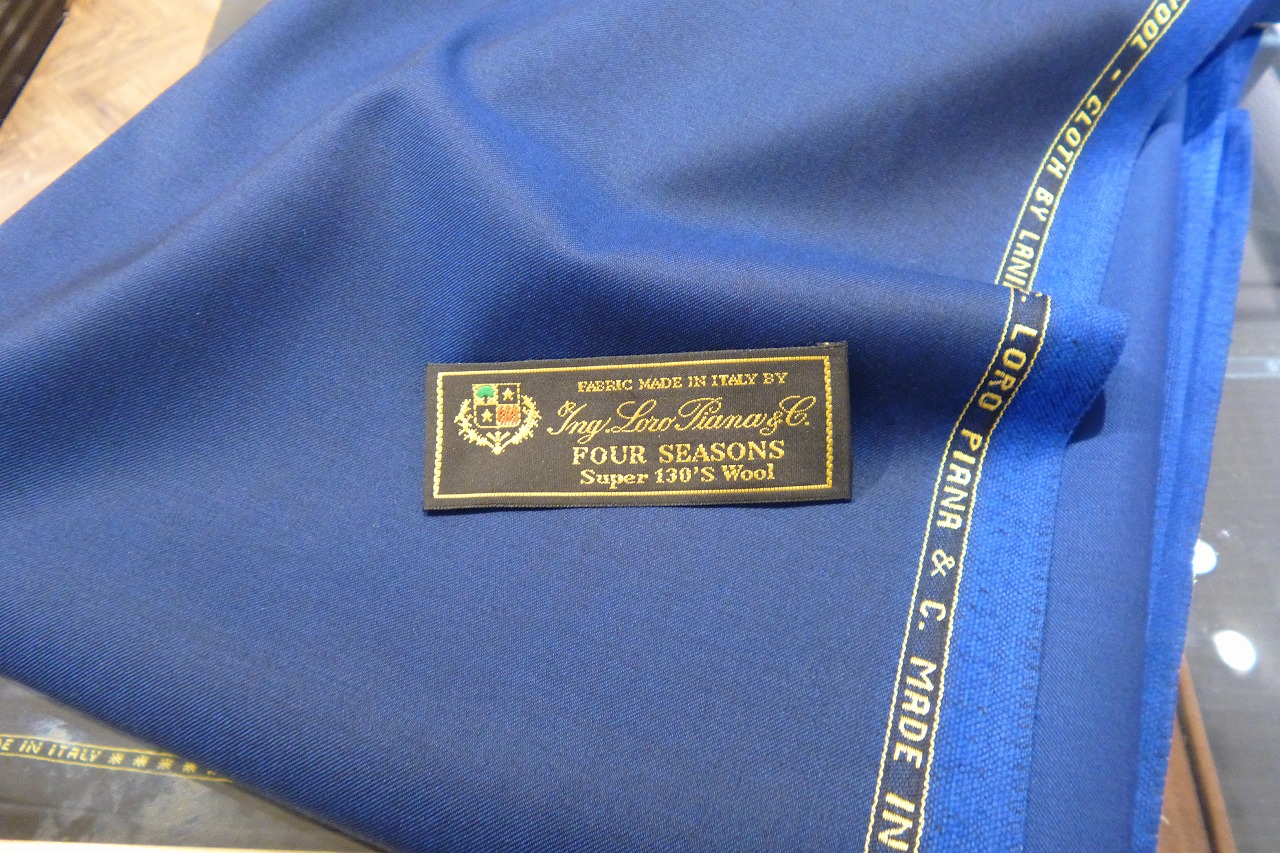 WOOL - CLOTH BY LANI
LORO PIANA & C. MADE IN
FABRIC MADE IN ITALY BY
Ing. Loro Piana & C.
FOUR SEASONS
Super 130'S Wool
IN ITALY ****